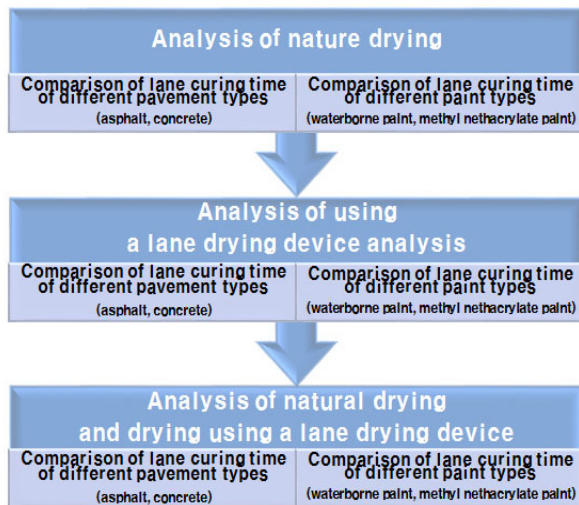 Analysis of nature drying
Comparison of lane curing time
of different pavement types
(asphalt, concrete)
Comparison of lane curing time
of different paint types
(waterborne paint, methyl nethacrylate paint)
Analysis of using
a lane drying device analysis
Comparison of lane curing time
of different pavement types
(asphalt, concrete)
Comparison of lane curing time
of different paint types
(waterborne paint, methyl nethacrylate paint)
Analysis of natural drying
and drying using a lane drying device
Comparison of lane curing time
of different pavement types
(asphalt, concrete)
Comparison of lane curing time
of different paint types
(waterborne paint, methyl nethacrylate paint)